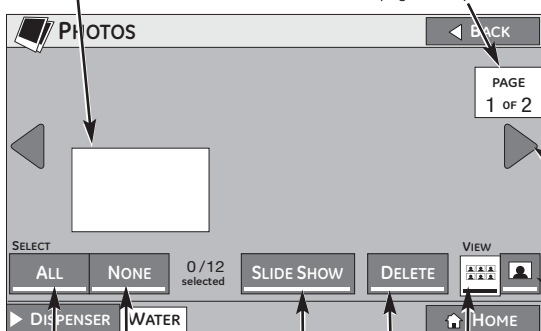 PHOTOS
BACK
PAGE
1 OF 2
SELECT
VIEW
ALL NONE 0/12 selected SLIDE SHOW DELETE
DISPENSER WATER HOME